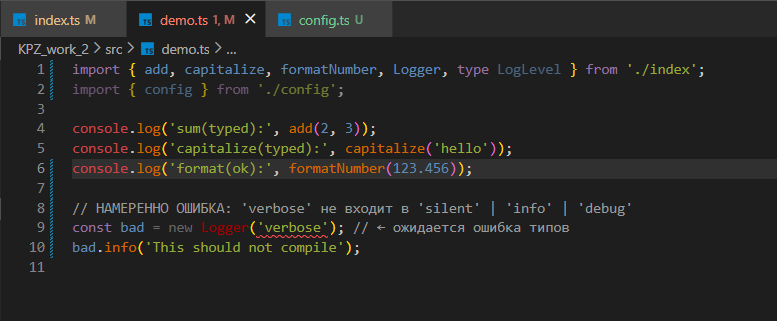 TS index.ts M TS demo.ts 1, M TS config.ts U
KPZ_work_2 > src > TS demo.ts > ...
1 import { add, capitalize, formatNumber, Logger, type LogLevel } from './index';
2 import { config } from './config';
3
4 console.log('sum(typed):', add(2, 3));
5 console.log('capitalize(typed):', capitalize('hello'));
6 console.log('format(ok):', formatNumber(123.456));
7
8 // НАМЕРЕННО ОШИБКА: 'verbose' не входит в 'silent' | 'info' | 'debug'
9 const bad = new Logger('verbose'); // ← ожидается ошибка типов
10 bad.info('This should not compile');
11